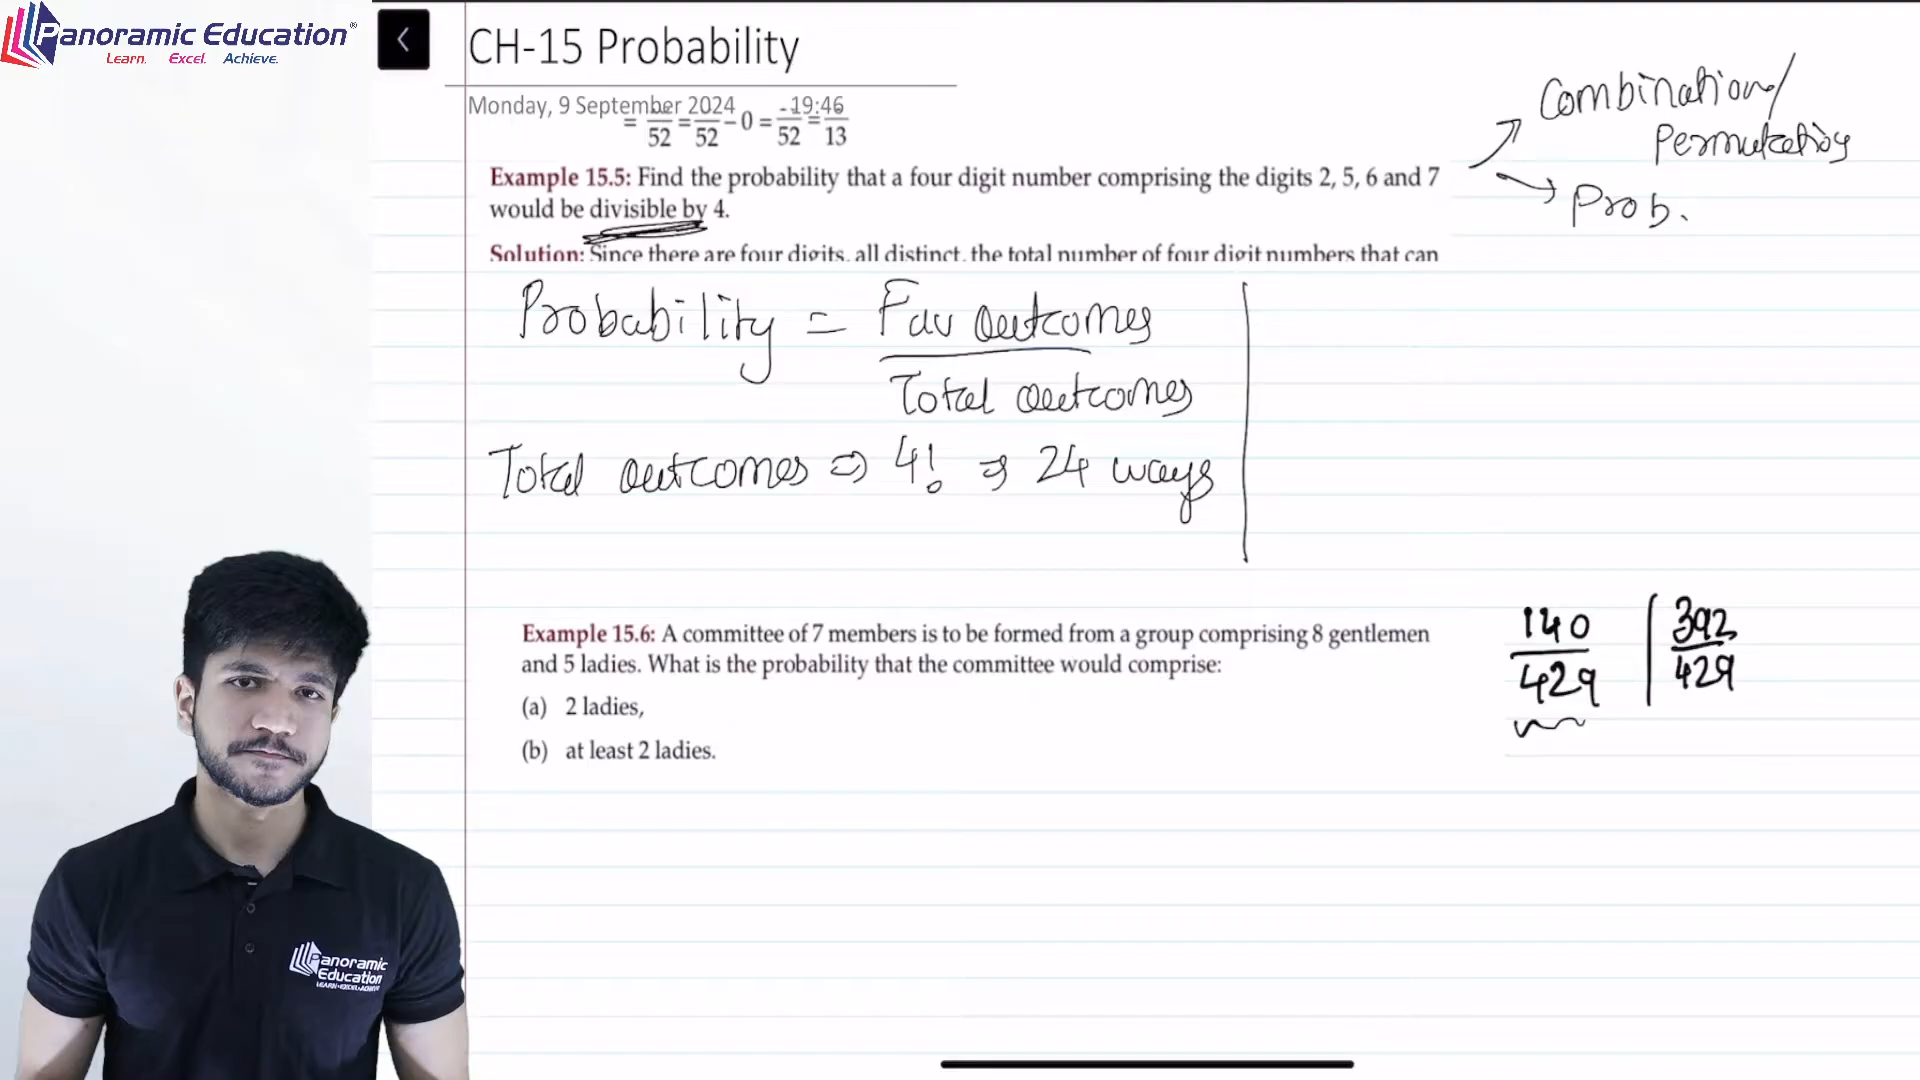 Panoramic Education®
Learn. Excel. Achieve.
CH-15 Probability
Monday, 9 September 2024 19:46
= 52 = 52 − 0 = 52 = 13
Example 15.5: Find the probability that a four digit number comprising the digits 2, 5, 6 and 7
would be divisible by 4.
Solution: Since there are four digits, all distinct, the total number of four digit numbers that can
Combination/
Permutations
Prob.
Probability = Fav outcomes
Total outcomes
Total outcomes ⇒ 4! ⇒ 24 ways
Example 15.6: A committee of 7 members is to be formed from a group comprising 8 gentlemen
and 5 ladies. What is the probability that the committee would comprise:
(a) 2 ladies,
(b) at least 2 ladies.
140 | 392
429 | 429
Panoramic
Education
LEARN•EXCEL•ACHIEVE